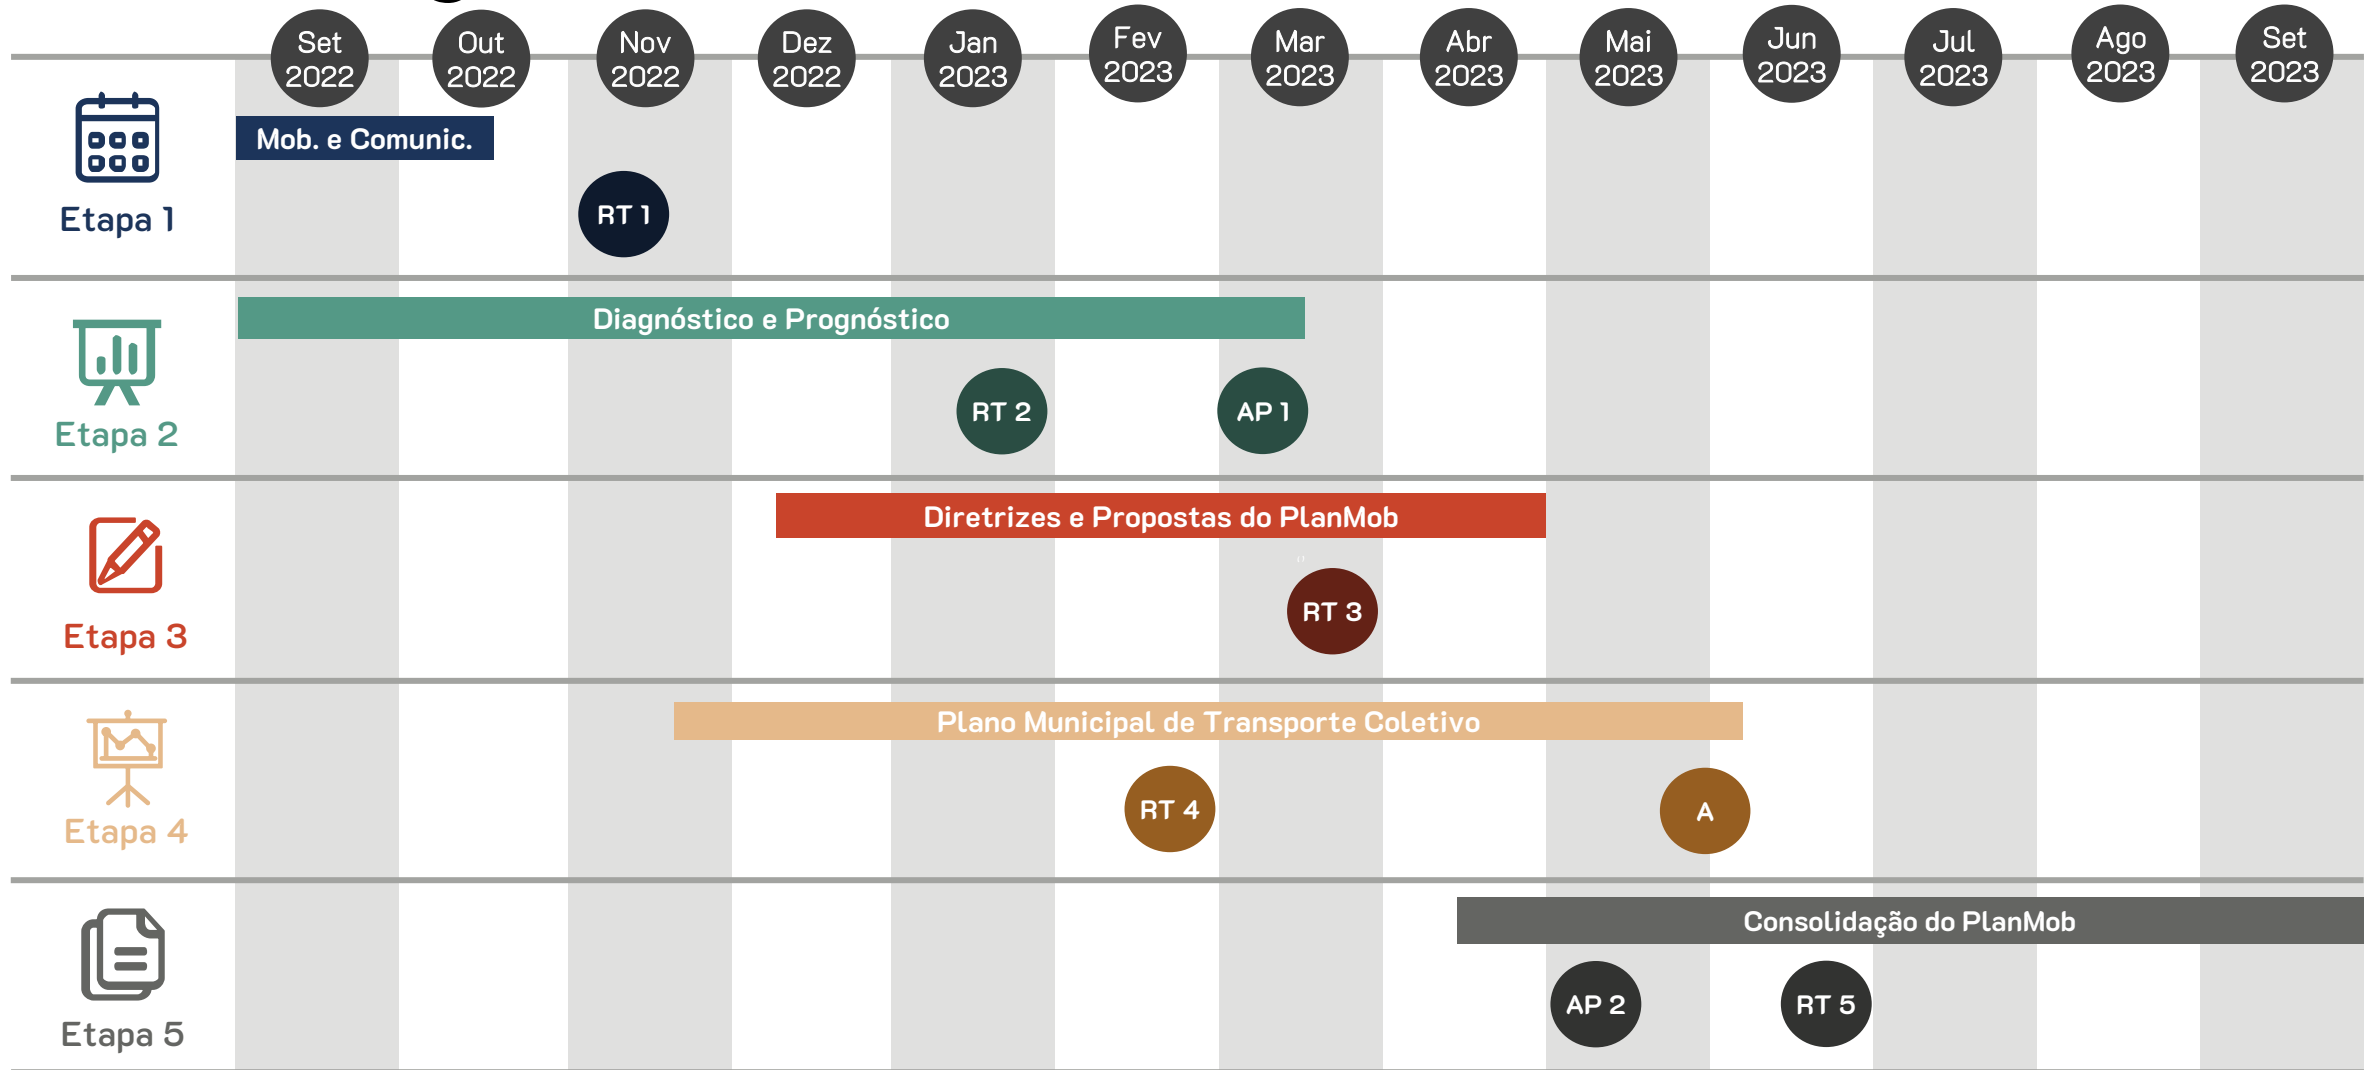 Set
2022
Out
2022
Nov
2022
Dez
2022
Jan
2023
Fev
2023
Mar
2023
Abr
2023
Mai
2023
Jun
2023
Jul
2023
Ago
2023
Set
2023
Mob. e Comunic.
RT 1
Etapa 1
Diagnóstico e Prognóstico
RT 2
AP 1
Etapa 2
Diretrizes e Propostas do PlanMob
RT 3
Etapa 3
Plano Municipal de Transporte Coletivo
RT 4
A
Etapa 4
Consolidação do PlanMob
AP 2
RT 5
Etapa 5